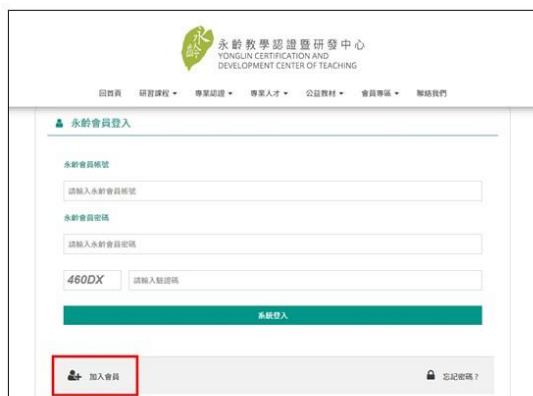 永齡
永齡教學認證暨研發中心
YONGLIN CERTIFICATION AND
DEVELOPMENT CENTER OF TEACHING
回首頁 研習課程 專業認證 專業人才 公益教材 會員專區 聯絡我們
永齡會員登入
永齡會員帳號
請輸入永齡會員帳號
永齡會員密碼
請輸入永齡會員密碼
460DX 請輸入驗證碼
系統登入
加入會員 忘記密碼?